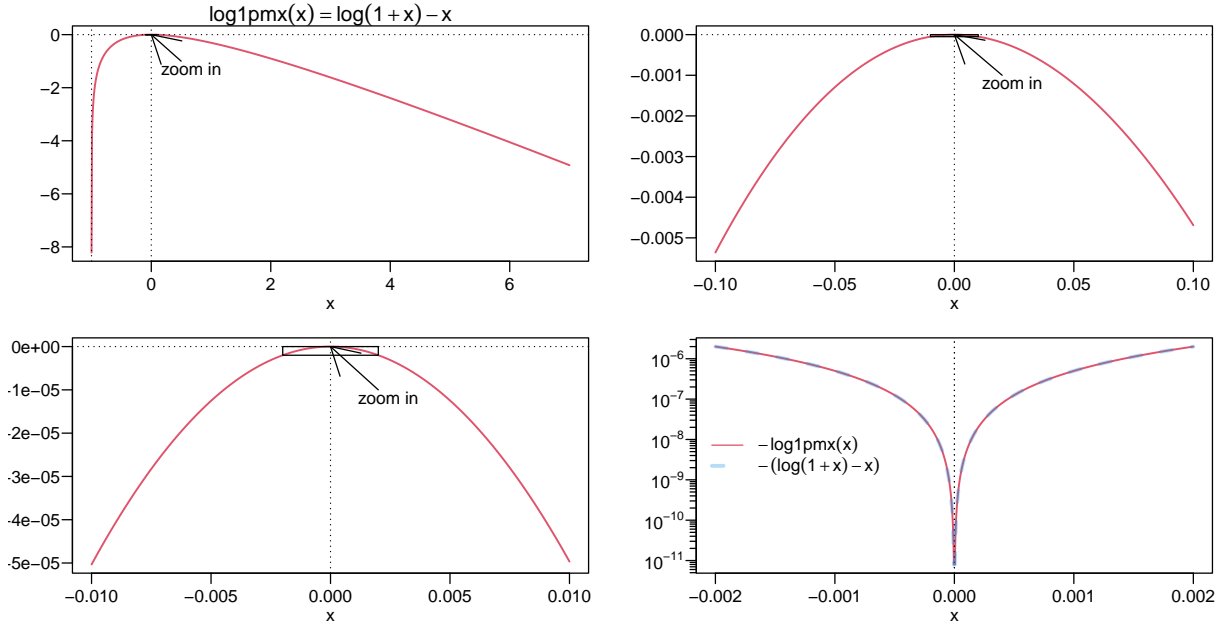 log1pmx(x) = log(1 + x) − x
0
−2
−4
−6
−8
zoom in
0 2 4 6
x
0.000
−0.001
−0.002
−0.003
−0.004
−0.005
zoom in
−0.10 −0.05 0.00 0.05 0.10
x
0e+00
-1e−05
-2e−05
-3e−05
-4e−05
-5e−05
zoom in
−0.010 −0.005 0.000 0.005 0.010
x
10⁻⁶
10⁻⁷
10⁻⁸
10⁻⁹
10⁻¹⁰
10⁻¹¹
− log1pmx(x)
− (log(1 + x) − x)
−0.002 −0.001 0.000 0.001 0.002
x